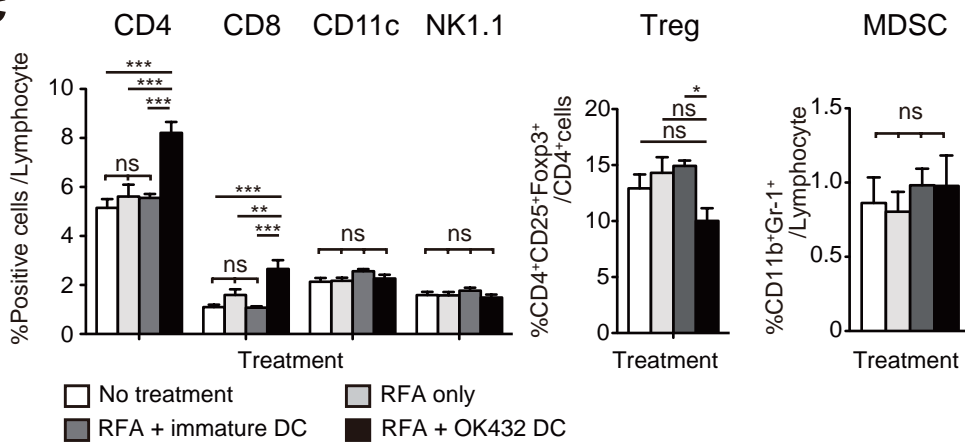 CD4 CD8 CD11c NK1.1 Treg MDSC
%Positive cells /Lymphocyte
10
8
6
4
2
0
***
***
***
ns
***
**
***
ns
ns
ns
Treatment
%CD4⁺CD25⁺Foxp3⁺
/CD4⁺cells
20
15
10
5
0
*
ns
ns
Treatment
%CD11b⁺Gr-1⁺
/Lymphocyte
1.5
1.0
0.5
0
ns
Treatment
No treatment RFA only
RFA + immature DC RFA + OK432 DC